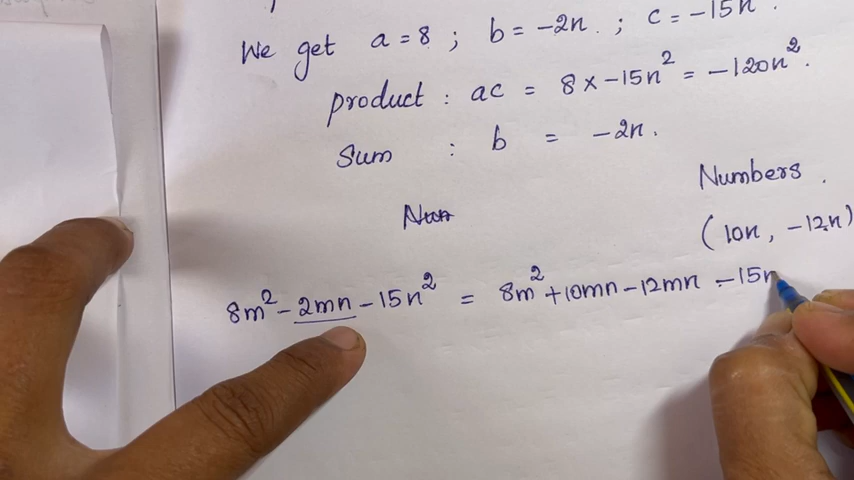 We get a = 8 ; b = -2n . ; c = -15n .
product : ac = 8 × -15n² = -120n² .
Sum : b = -2n .
Numbers .
Num
(10n , -12n)
8m² - 2mn - 15n² = 8m² + 10mn - 12mn - 15n